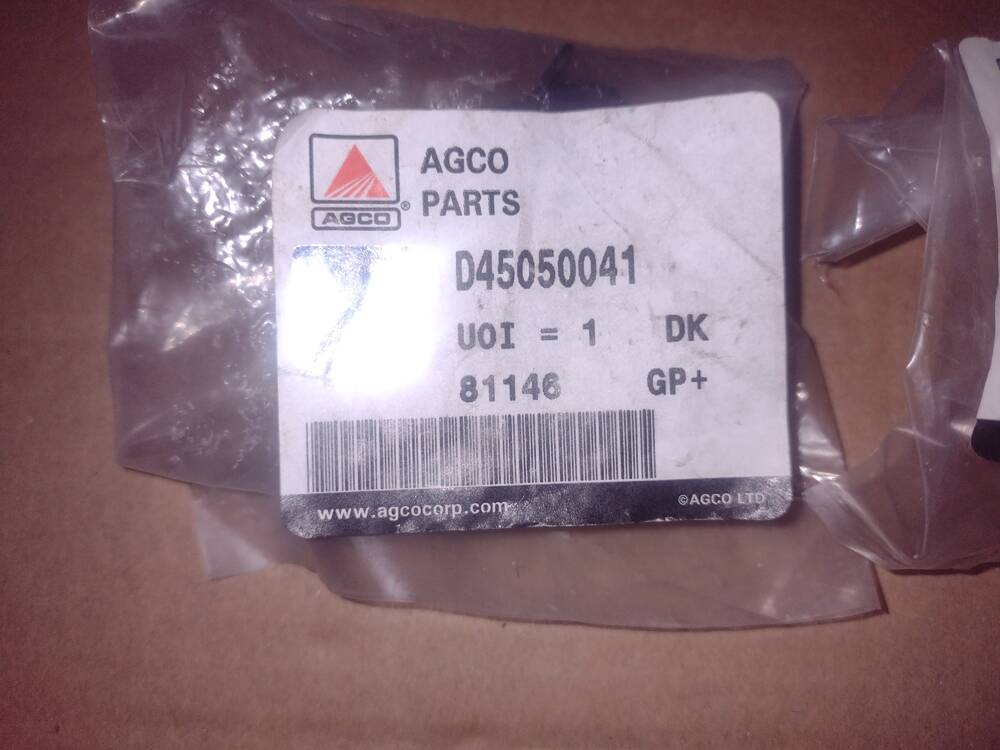 AGCO
PARTS
AGCO®
D45050041
UOI = 1 DK
81146 GP+
www.agcocorp.com
©AGCO LTD